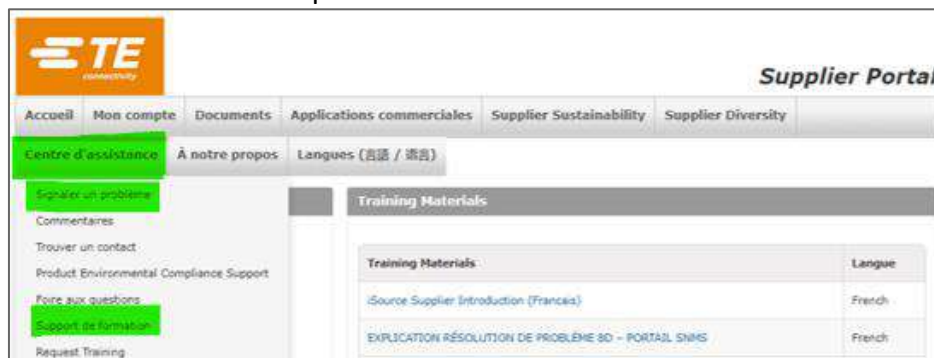 TE
connectivity
Supplier Portal
Accueil Mon compte Documents Applications commerciales Supplier Sustainability Supplier Diversity
Centre d'assistance À notre propos Langues (言語 / 语言)
Signaler un problème
Training Materials
Commentaires
Trouver un contact
Training Materials Langue
Product Environmental Compliance Support
Foire aux questions
iSource Supplier Introduction (Francais) French
Support de formation
EXPLICATION RÉSOLUTION DE PROBLÈME 8D – PORTAIL SNMS French
Request Training